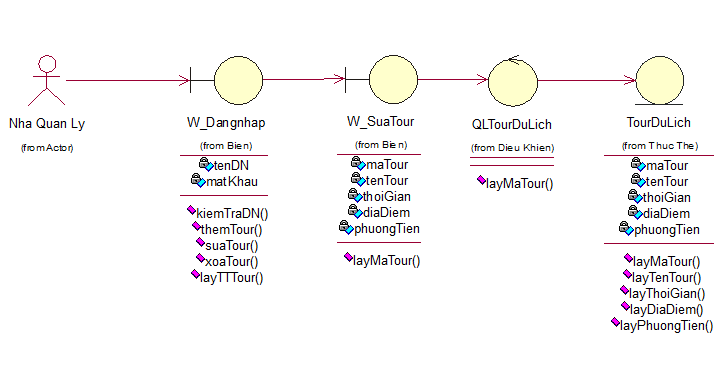 Nha Quan Ly
(from Actor)
W_Dangnhap
(from Bien)
tenDN
matKhau
kiemTraDN()
themTour()
suaTour()
xoaTour()
layTTTour()
W_SuaTour
(from Bien)
maTour
tenTour
thoiGian
diaDiem
phuongTien
layMaTour()
QLTourDuLich
(from Dieu Khien)
layMaTour()
TourDuLich
(from Thuc The)
maTour
tenTour
thoiGian
diaDiem
phuongTien
layMaTour()
layTenTour()
layThoiGian()
layDiaDiem()
layPhuongTien()